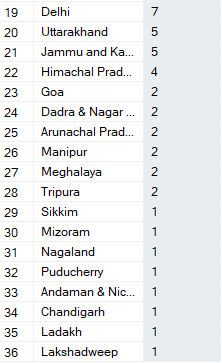 19 Delhi 7
20 Uttarakhand 5
21 Jammu and Ka... 5
22 Himachal Prad... 4
23 Goa 2
24 Dadra & Nagar ... 2
25 Arunachal Prad... 2
26 Manipur 2
27 Meghalaya 2
28 Tripura 2
29 Sikkim 1
30 Mizoram 1
31 Nagaland 1
32 Puducherry 1
33 Andaman & Nic... 1
34 Chandigarh 1
35 Ladakh 1
36 Lakshadweep 1